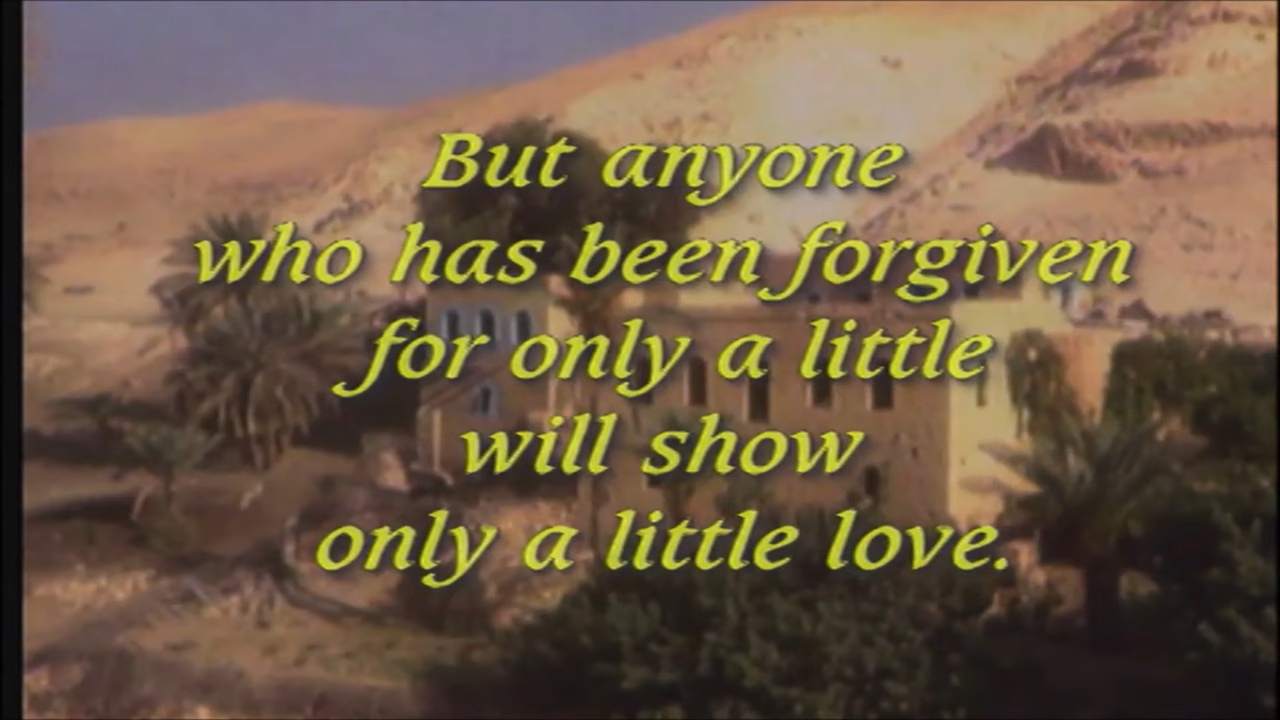 But anyone
who has been forgiven
for only a little
will show
only a little love.